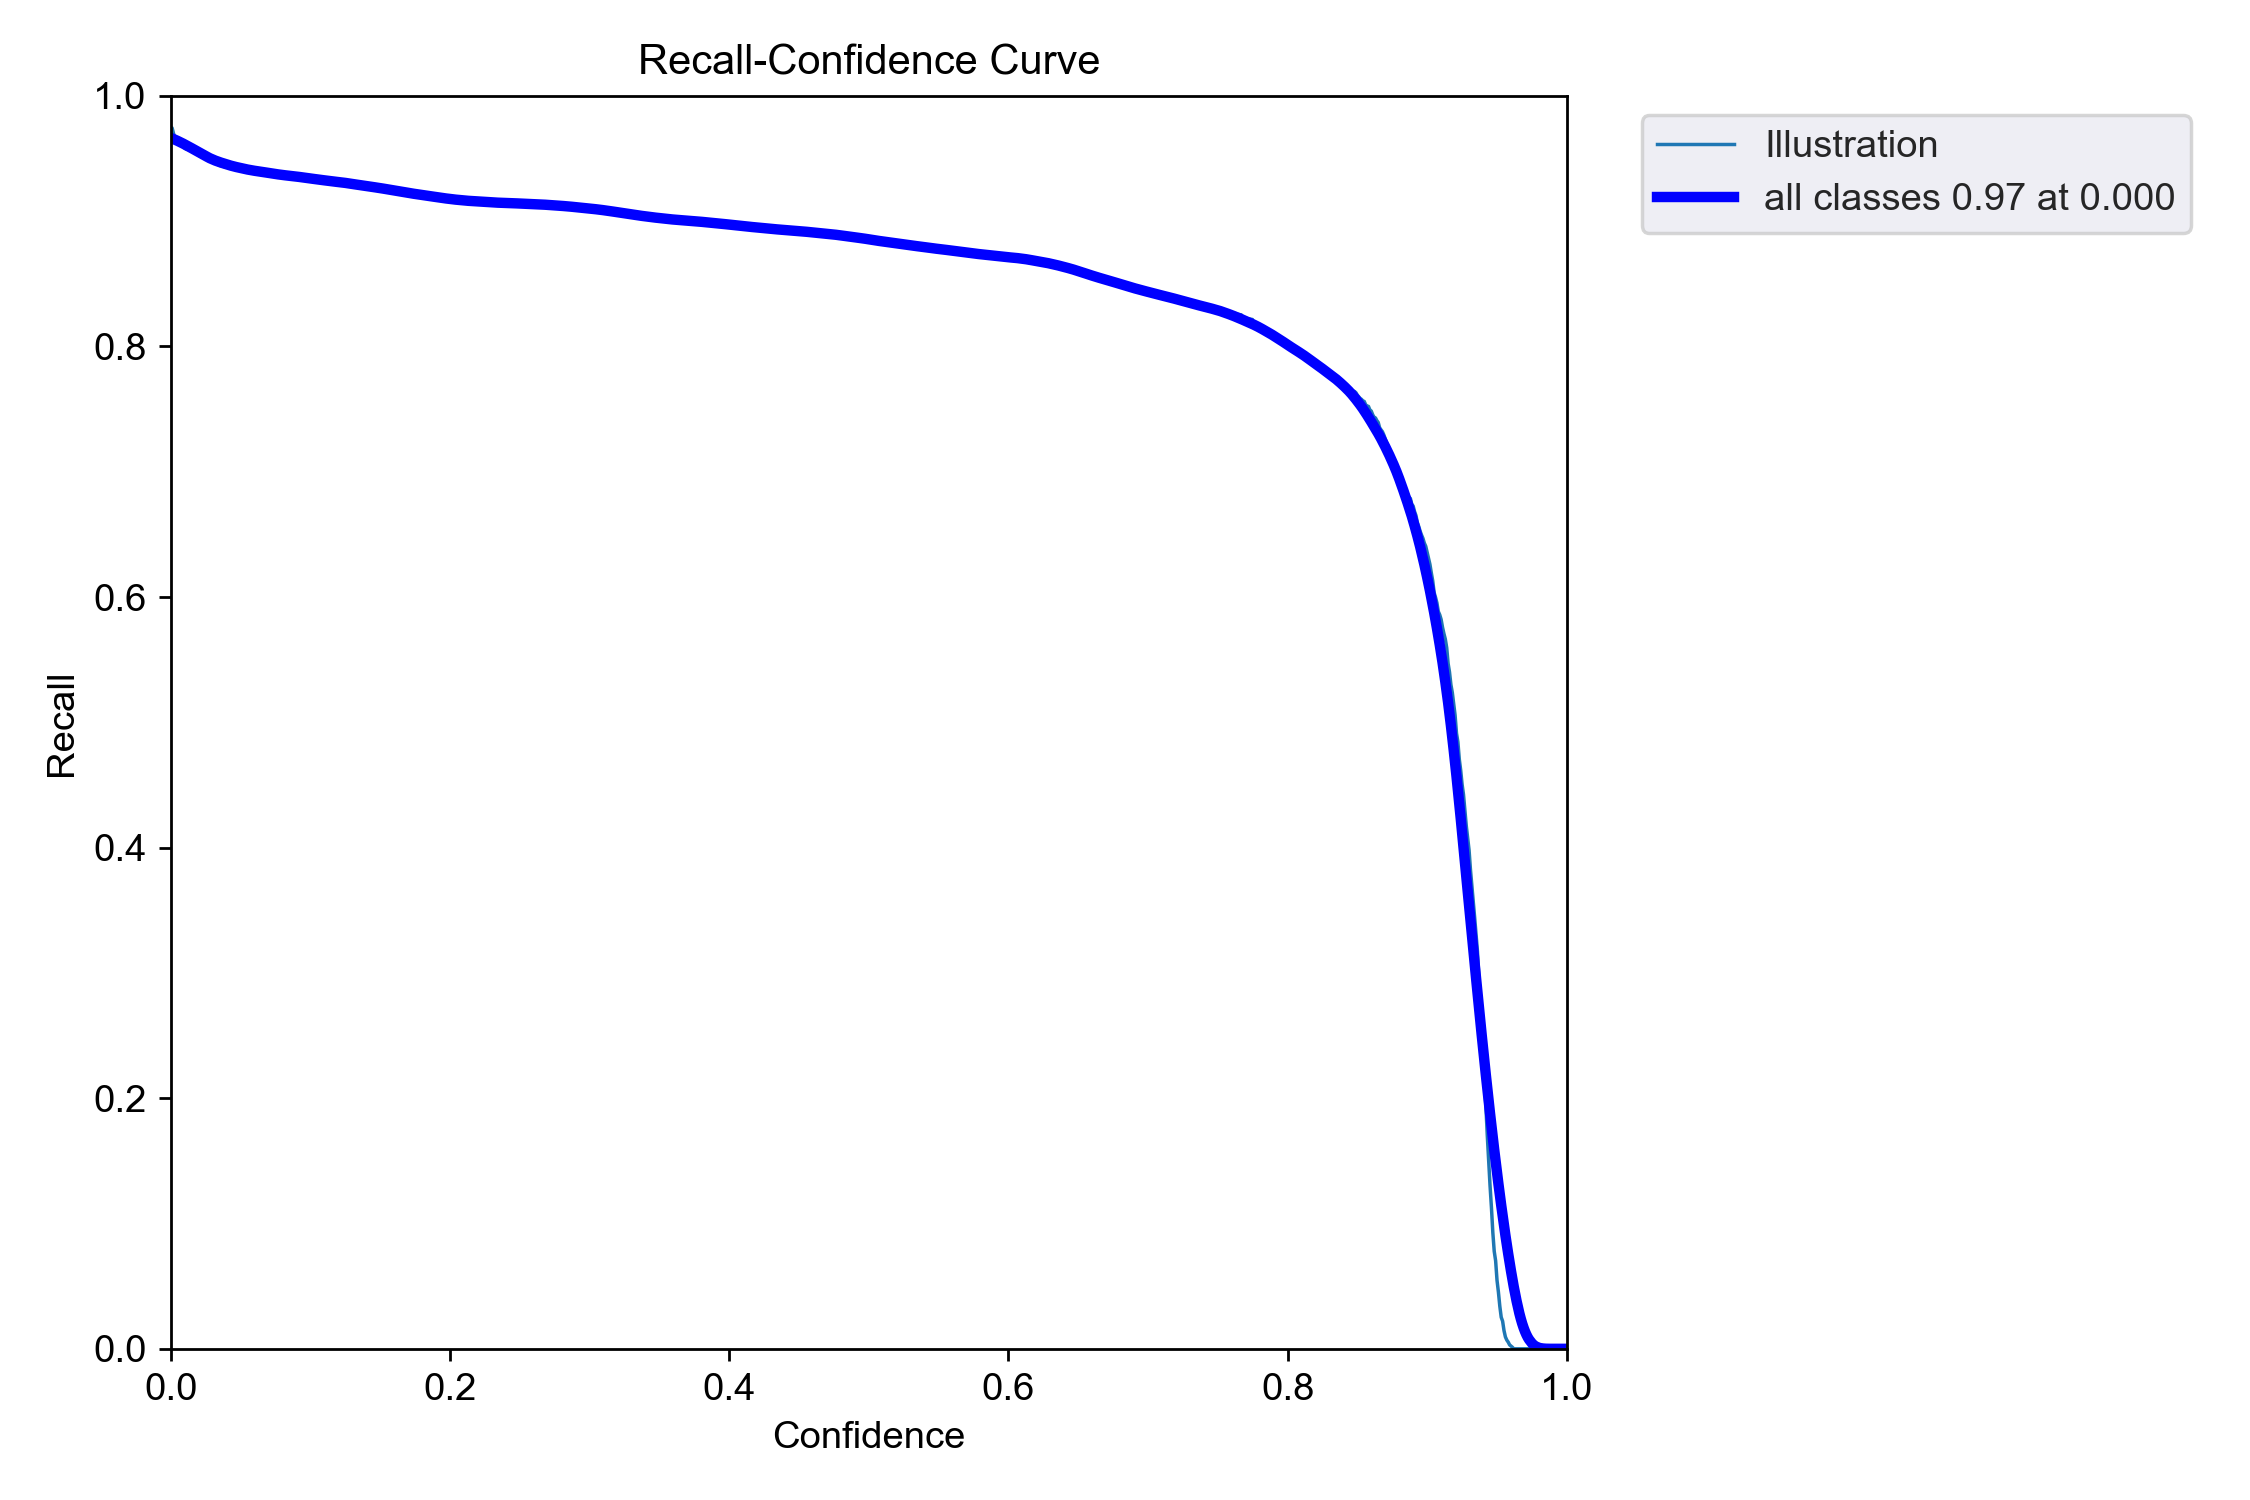 Recall-Confidence Curve
1.0
0.8
0.6
0.4
0.2
0.0
Recall
0.0 0.2 0.4 0.6 0.8 1.0
Confidence
Illustration
all classes 0.97 at 0.000